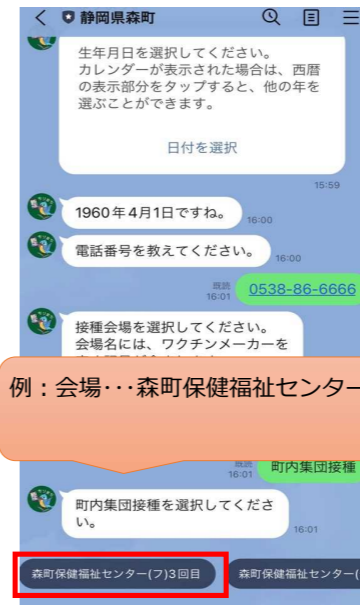 静岡県森町
生年月日を選択してください。
カレンダーが表示された場合は、西暦
の表示部分をタップすると、他の年を
選ぶことができます。
日付を選択
15:59
1960年4月1日ですね。
16:00
電話番号を教えてください。
16:00
既読
16:01
0538-86-6666
接種会場を選択してください。
会場名には、ワクチンメーカーを
例：会場･･･森町保健福祉センター
既読
16:01
町内集団接種
町内集団接種を選択してくださ
い。
16:01
森町保健福祉センター(フ)3回目
森町保健福祉センター(